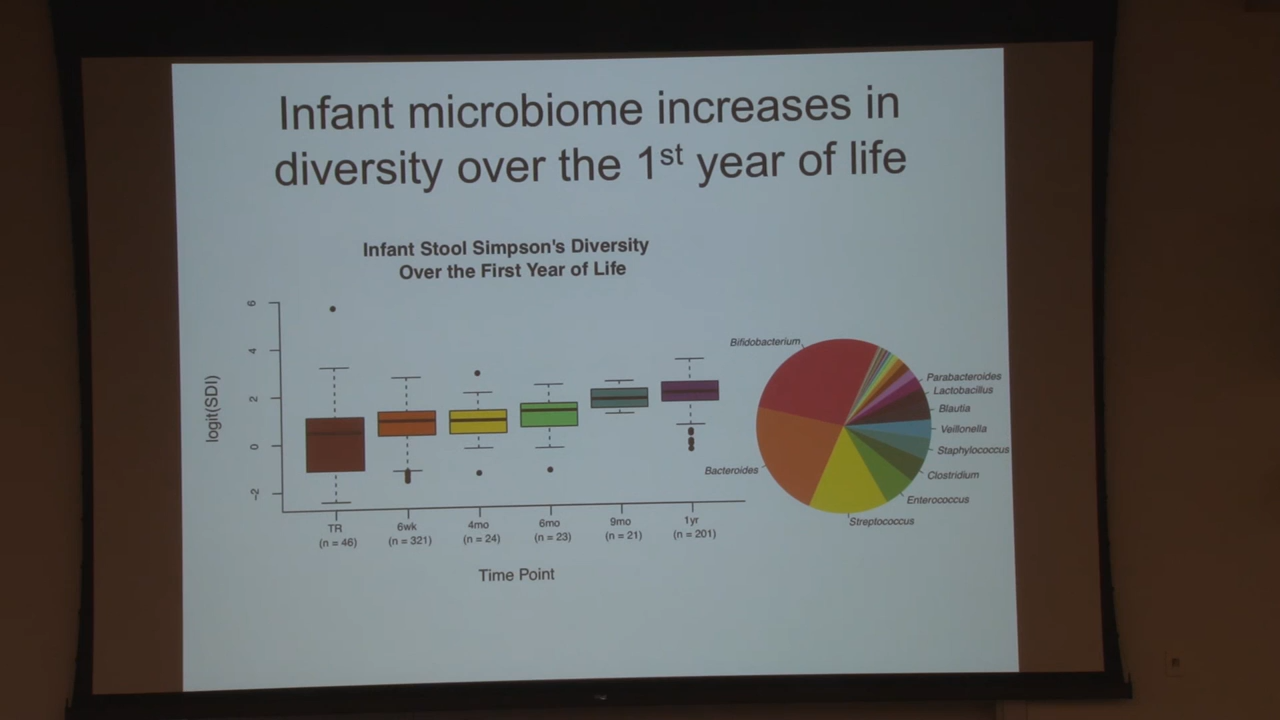 Infant microbiome increases in
diversity over the 1st year of life
Infant Stool Simpson's Diversity
Over the First Year of Life
logit(SDI)
6
4
2
0
−2
TR
(n = 46)
6wk
(n = 321)
4mo
(n = 24)
6mo
(n = 23)
9mo
(n = 21)
1yr
(n = 201)
Time Point
Bifidobacterium
Parabacteroides
Lactobacillus
Blautia
Veillonella
Staphylococcus
Clostridium
Enterococcus
Streptococcus
Bacteroides